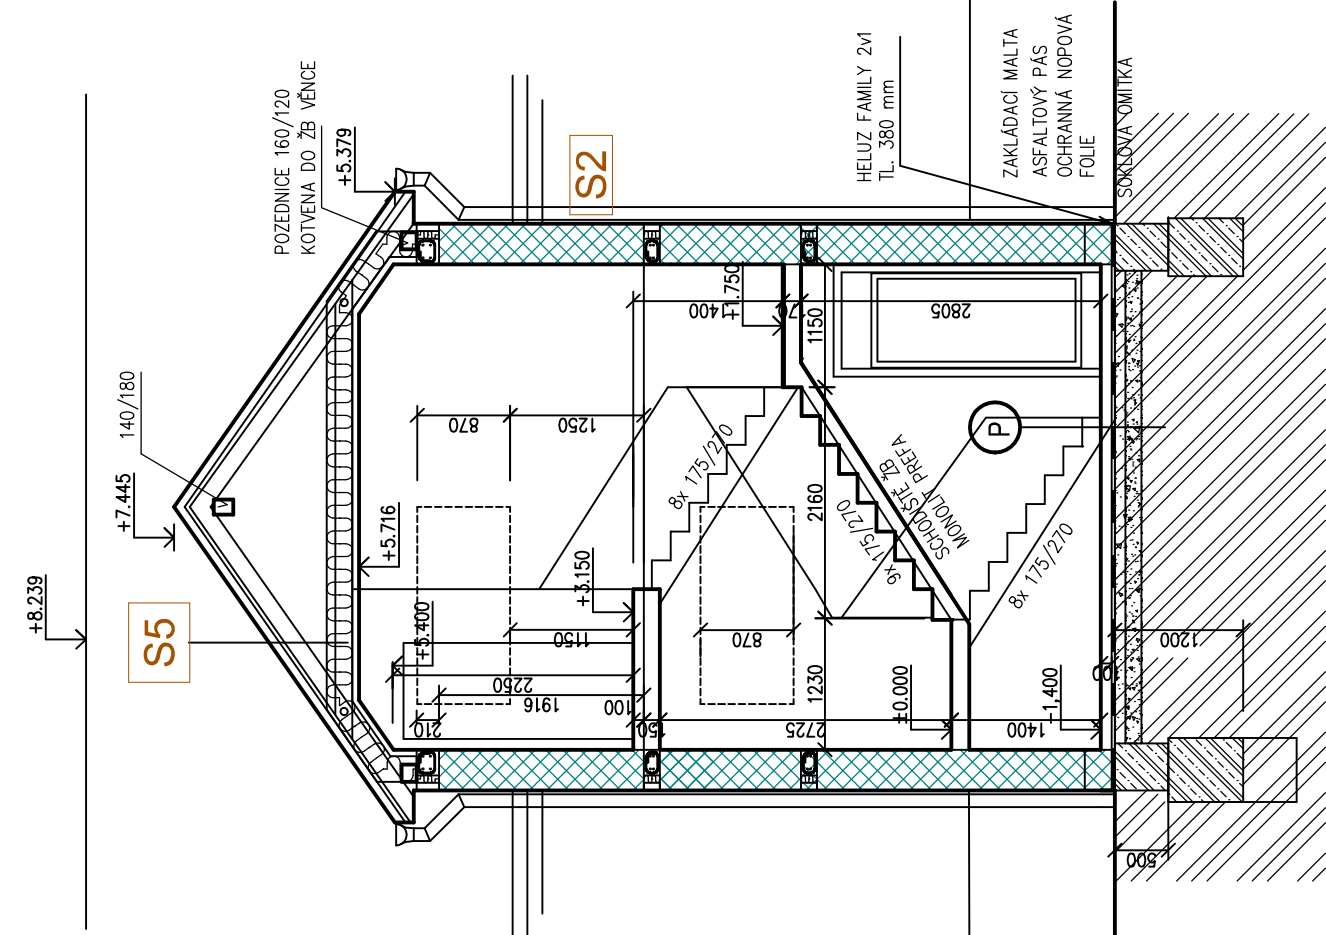 +8.239
+7.445
140/180
S5
POZEDNICE 160/120
KOTVENA DO ŽB VĚNCE
+5.379
S2
+5.716
+5.400
870
1250
1150
2250
1916
210
100
150
+3.150
8x 175/270
870
2725
1400
+1.750
170
1150
2160
1230
2805
HELUZ FAMILY 2v1
TL. 380 mm
SCHODIŠTĚ ŽB
MONOLIT PREFA
9x 175/270
8x 175/270
P
±0.000
1400
-1,400
100
1200
500
ZAKLÁDACÍ MALTA
ASFALTOVÝ PÁS
OCHRANNÁ NOPOVÁ
FOLIE
SOKLOVA OMÍTKA